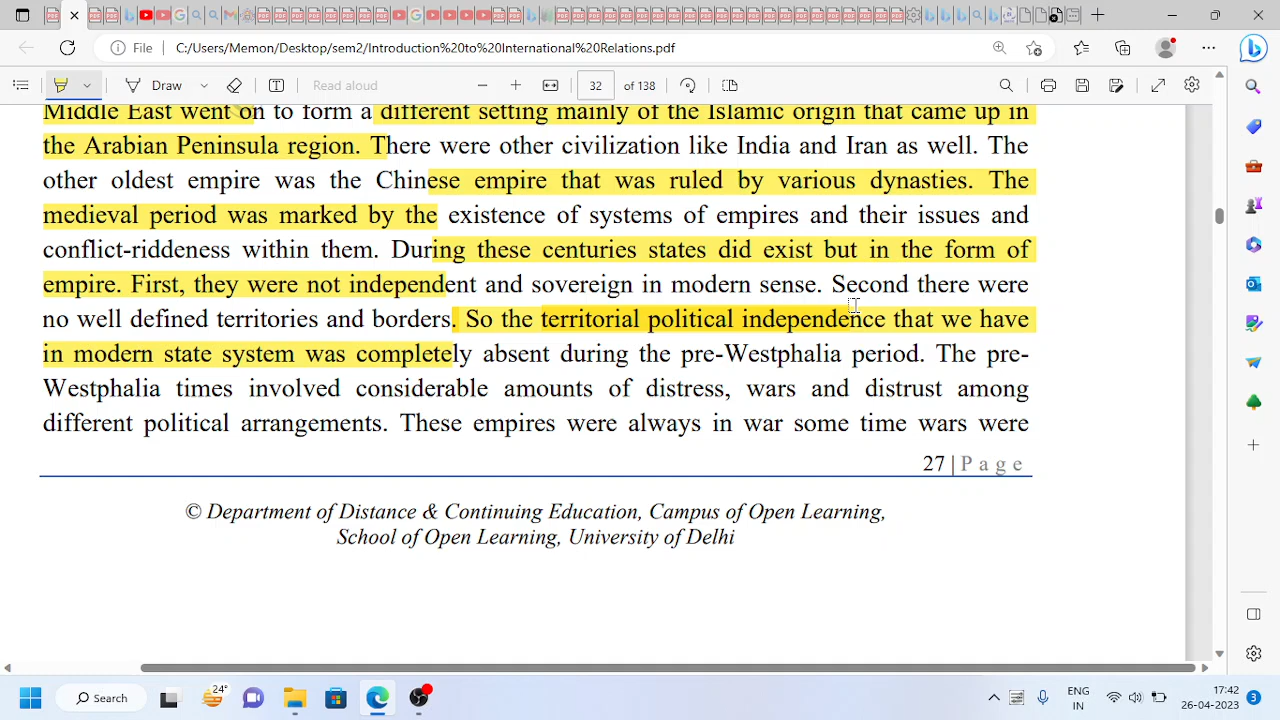 File C:/Users/Memon/Desktop/sem2/Introduction%20to%20International%20Relations.pdf
Draw Read aloud 32 of 138
Middle East went on to form a different setting mainly of the Islamic origin that came up in
the Arabian Peninsula region. There were other civilization like India and Iran as well. The
other oldest empire was the Chinese empire that was ruled by various dynasties. The
medieval period was marked by the existence of systems of empires and their issues and
conflict-riddeness within them. During these centuries states did exist but in the form of
empire. First, they were not independent and sovereign in modern sense. Second there were
no well defined territories and borders. So the territorial political independence that we have
in modern state system was completely absent during the pre-Westphalia period. The pre-
Westphalia times involved considerable amounts of distress, wars and distrust among
different political arrangements. These empires were always in war some time wars were
27 | P a g e
© Department of Distance & Continuing Education, Campus of Open Learning,
School of Open Learning, University of Delhi
24°
Search
ENG
IN
17:42
26-04-2023
3